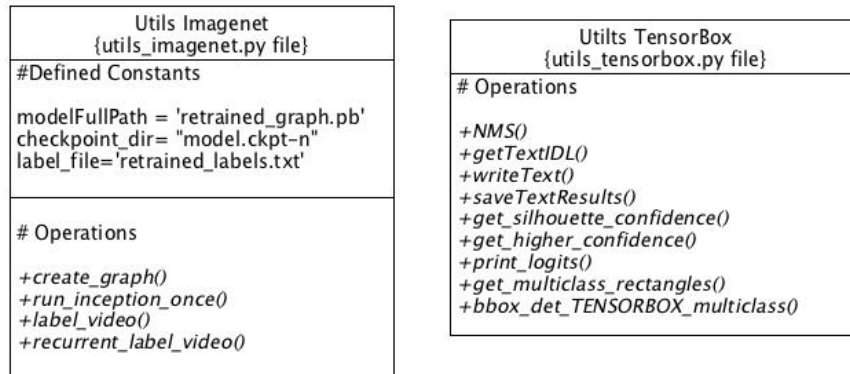 Utils Imagenet
{utils_imagenet.py file}
#Defined Constants
modelFullPath = 'retrained_graph.pb'
checkpoint_dir= "model.ckpt-n"
label_file='retrained_labels.txt'
# Operations
+create_graph()
+run_inception_once()
+label_video()
+recurrent_label_video()
Utilts TensorBox
{utils_tensorbox.py file}
# Operations
+NMS()
+getTextIDL()
+writeText()
+saveTextResults()
+get_silhouette_confidence()
+get_higher_confidence()
+print_logits()
+get_multiclass_rectangles()
+bbox_det_TENSORBOX_multiclass()